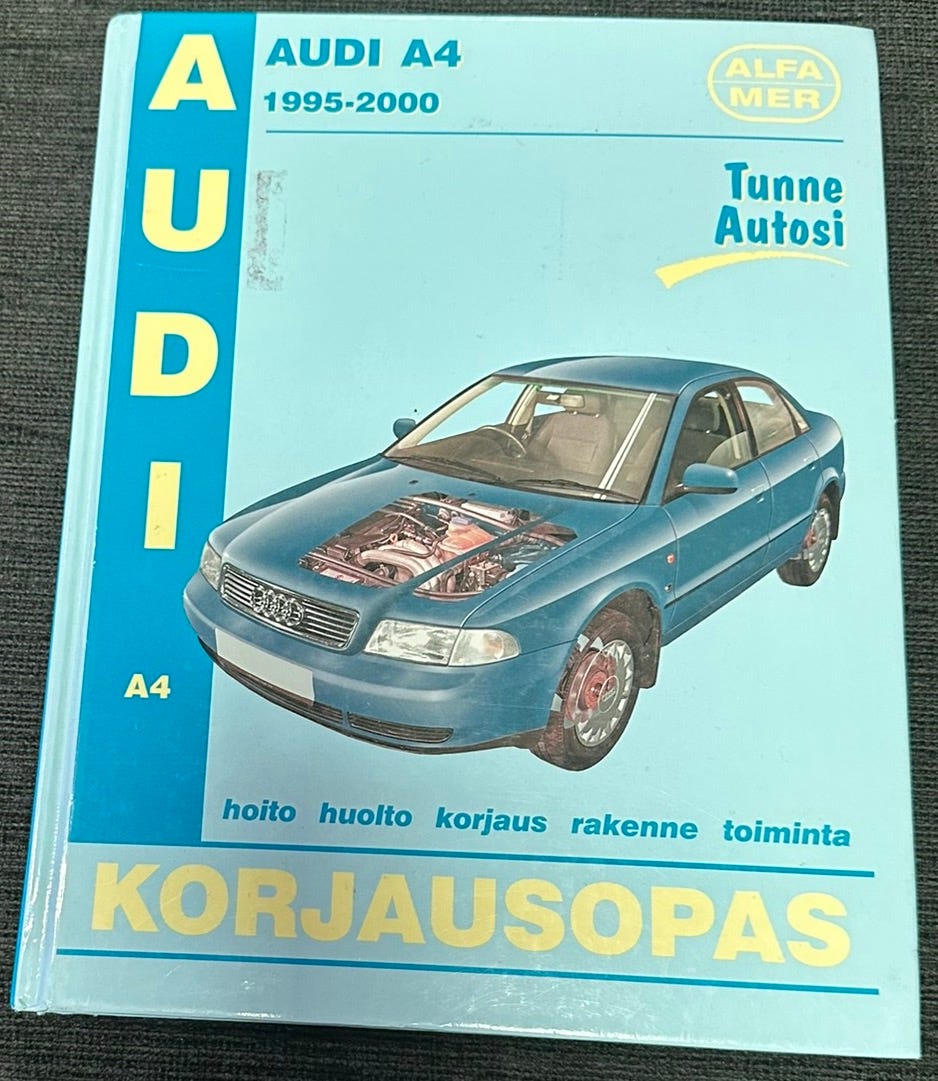 AUDI
AUDI A4
1995-2000
ALFA
MER
Tunne
Autosi
A4
hoito huolto korjaus rakenne toiminta
KORJAUSOPAS